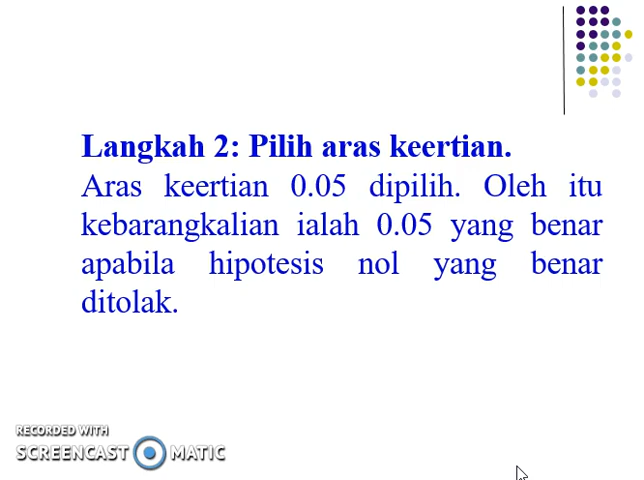 Langkah 2: Pilih aras keertian.
Aras keertian 0.05 dipilih. Oleh itu
kebarangkalian ialah 0.05 yang benar
apabila hipotesis nol yang benar
ditolak.
RECORDED WITH
SCREENCAST MATIC